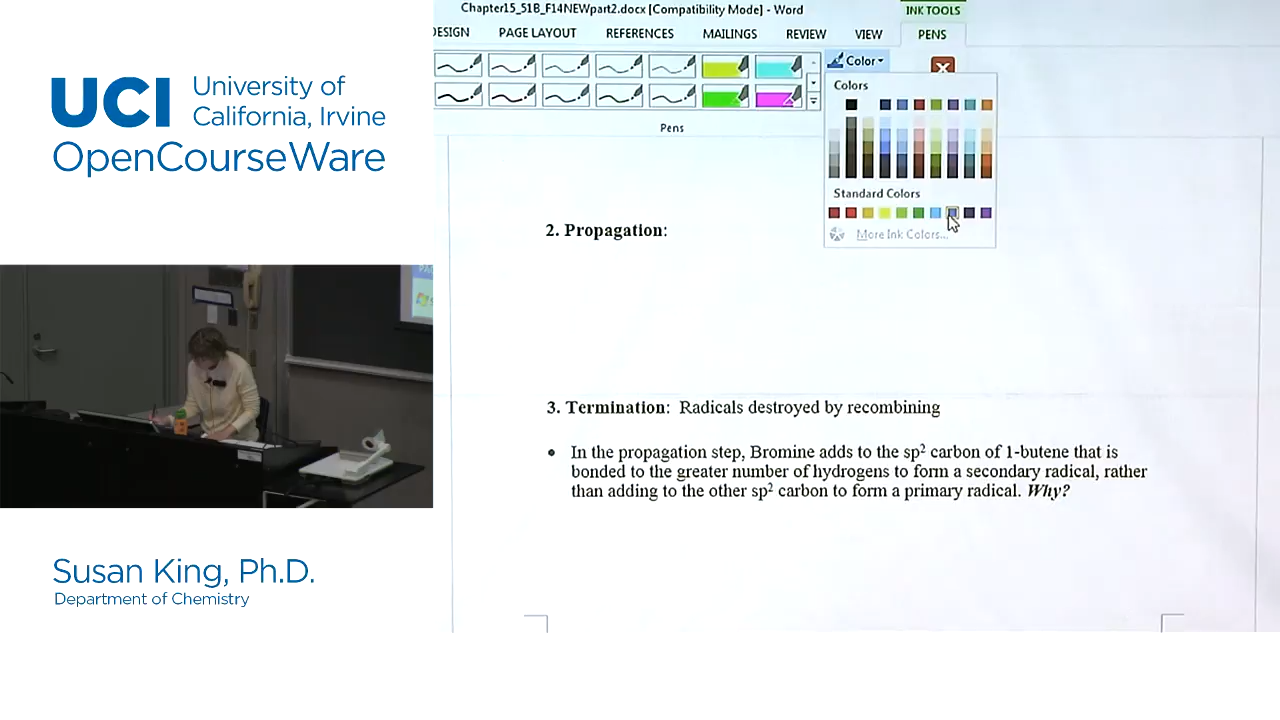 UCI University of
California, Irvine
OpenCourseWare
Susan King, Ph.D.
Department of Chemistry
Chapter15_51B_F14NEWpart2.docx [Compatibility Mode] - Word
INK TOOLS
DESIGN PAGE LAYOUT REFERENCES MAILINGS REVIEW VIEW PENS
Color
Pens
Colors
Standard Colors
More Ink Colors...
2. Propagation:
3. Termination: Radicals destroyed by recombining
• In the propagation step, Bromine adds to the sp² carbon of 1-butene that is
bonded to the greater number of hydrogens to form a secondary radical, rather
than adding to the other sp² carbon to form a primary radical. Why?